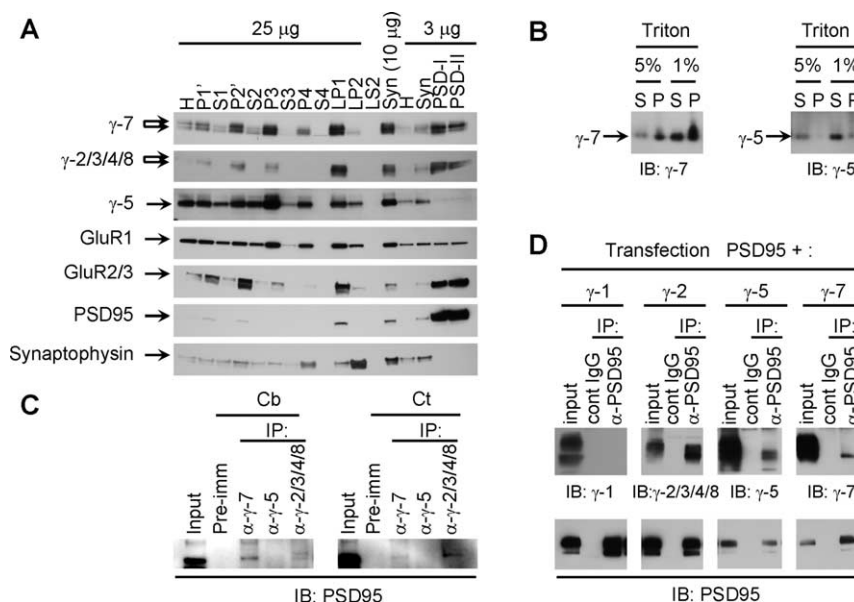 A
25 µg
Syn (10 µg)
3 µg
H P1' S1 P2' S2 P3 S3 P4 S4 LP1 LP2 LS2 H Syn PSD-I PSD-II
γ-7
γ-2/3/4/8
γ-5
GluR1
GluR2/3
PSD95
Synaptophysin
B
Triton
5% 1%
S P S P
γ-7
IB: γ-7
Triton
5% 1%
S P S P
γ-5
IB: γ-5
C
Cb
IP:
Input Pre-imm α-γ-7 α-γ-5 α-γ-2/3/4/8
Ct
IP:
Input Pre-imm α-γ-7 α-γ-5 α-γ-2/3/4/8
IB: PSD95
D
Transfection PSD95 + :
γ-1 γ-2 γ-5 γ-7
IP: IP: IP: IP:
input cont IgG α-PSD95 input cont IgG α-PSD95 input cont IgG α-PSD95 input cont IgG α-PSD95
IB: γ-1 IB:γ-2/3/4/8 IB: γ-5 IB: γ-7
IB: PSD95